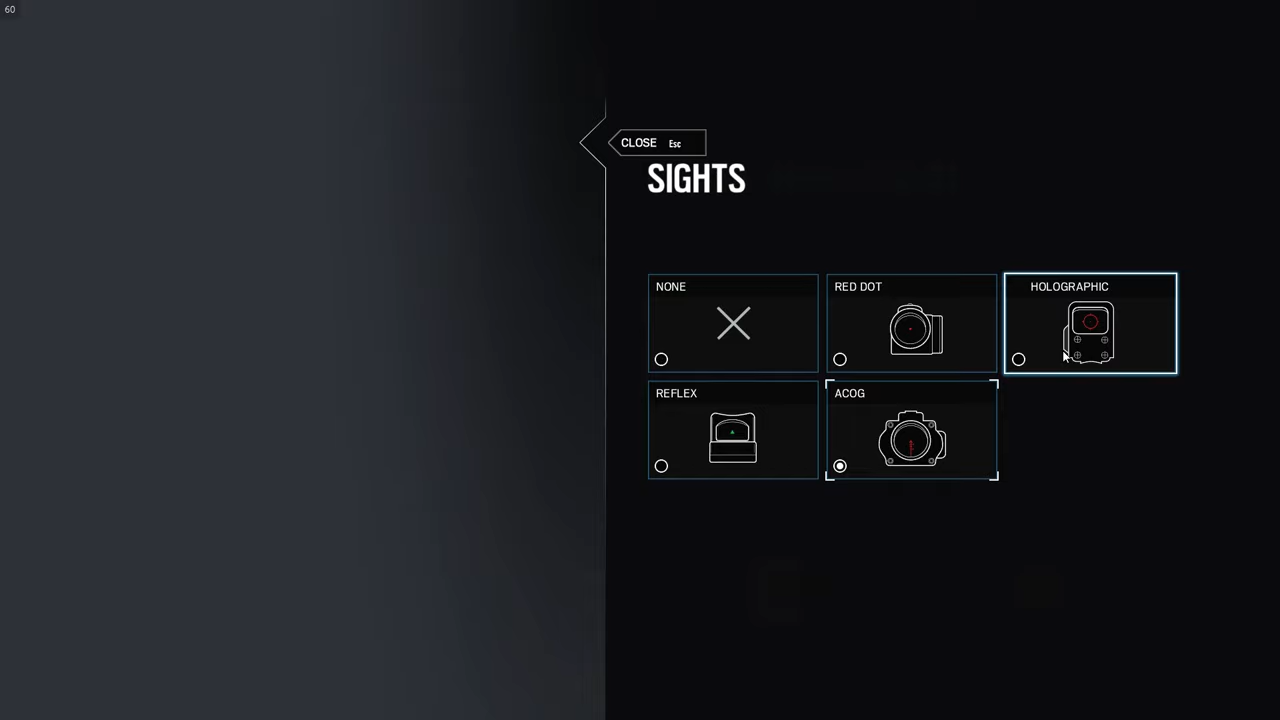 60
CLOSE Esc
SIGHTS
NONE
RED DOT
HOLOGRAPHIC
REFLEX
ACOG